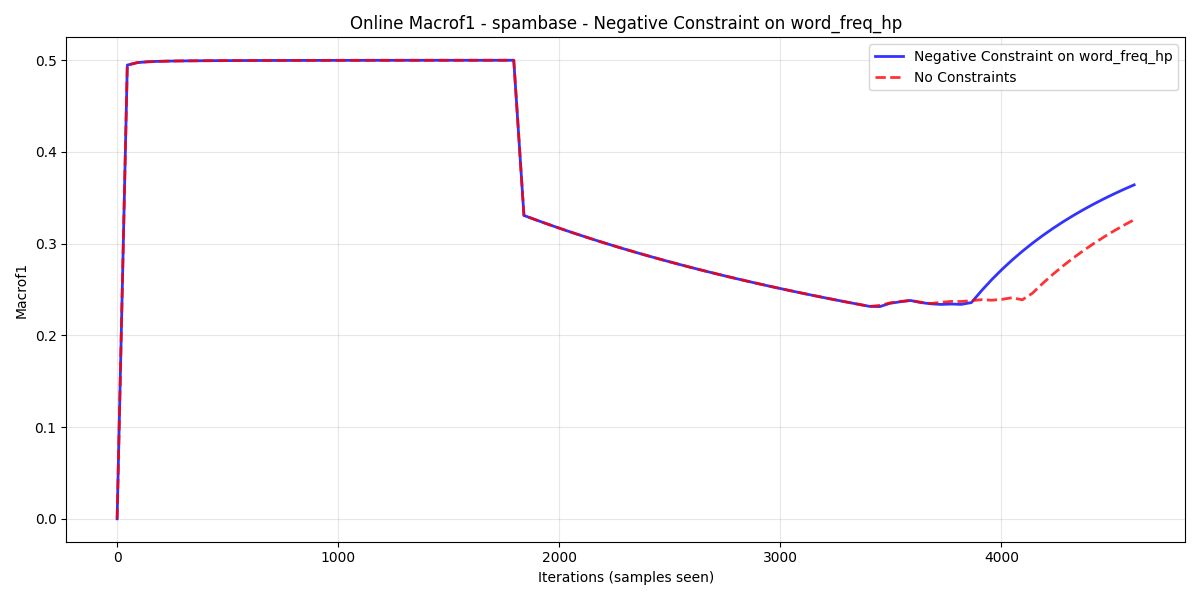 Online Macrof1 - spambase - Negative Constraint on word_freq_hp
Negative Constraint on word_freq_hp
No Constraints
Macrof1
0.5
0.4
0.3
0.2
0.1
0.0
0 1000 2000 3000 4000
Iterations (samples seen)